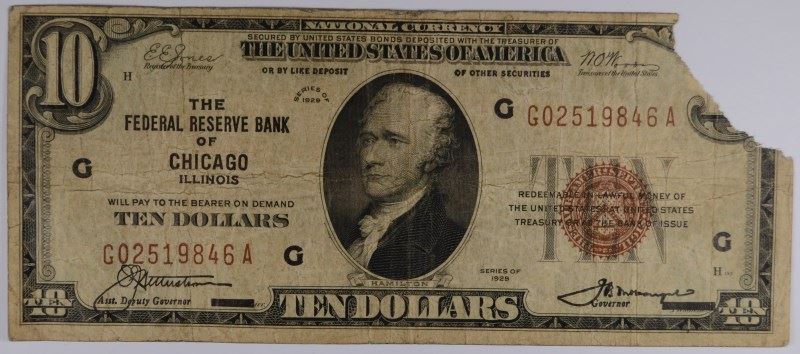 NATIONAL CURRENCY
SECURED BY UNITED STATES BONDS DEPOSITED WITH THE TREASURER OF
THE UNITED STATES OF AMERICA
OR BY LIKE DEPOSIT OF OTHER SECURITIES
10
E E Jones
Register of the Treasury
W. O. Woods
Treasurer of the United States
H
SERIES OF
1929
THE
FEDERAL RESERVE BANK
OF
CHICAGO
ILLINOIS
G
G
G02519846A
WILL PAY TO THE BEARER ON DEMAND
TEN DOLLARS
G02519846A
G
TEN
REDEEMABLE IN LAWFUL MONEY OF
THE UNITED STATES AT UNITED STATES
TREASURY OR AT THE BANK OF ISSUE
G
H
HAMILTON
SERIES OF
1929
Asst. Deputy Governor
Governor
10
TEN DOLLARS
10